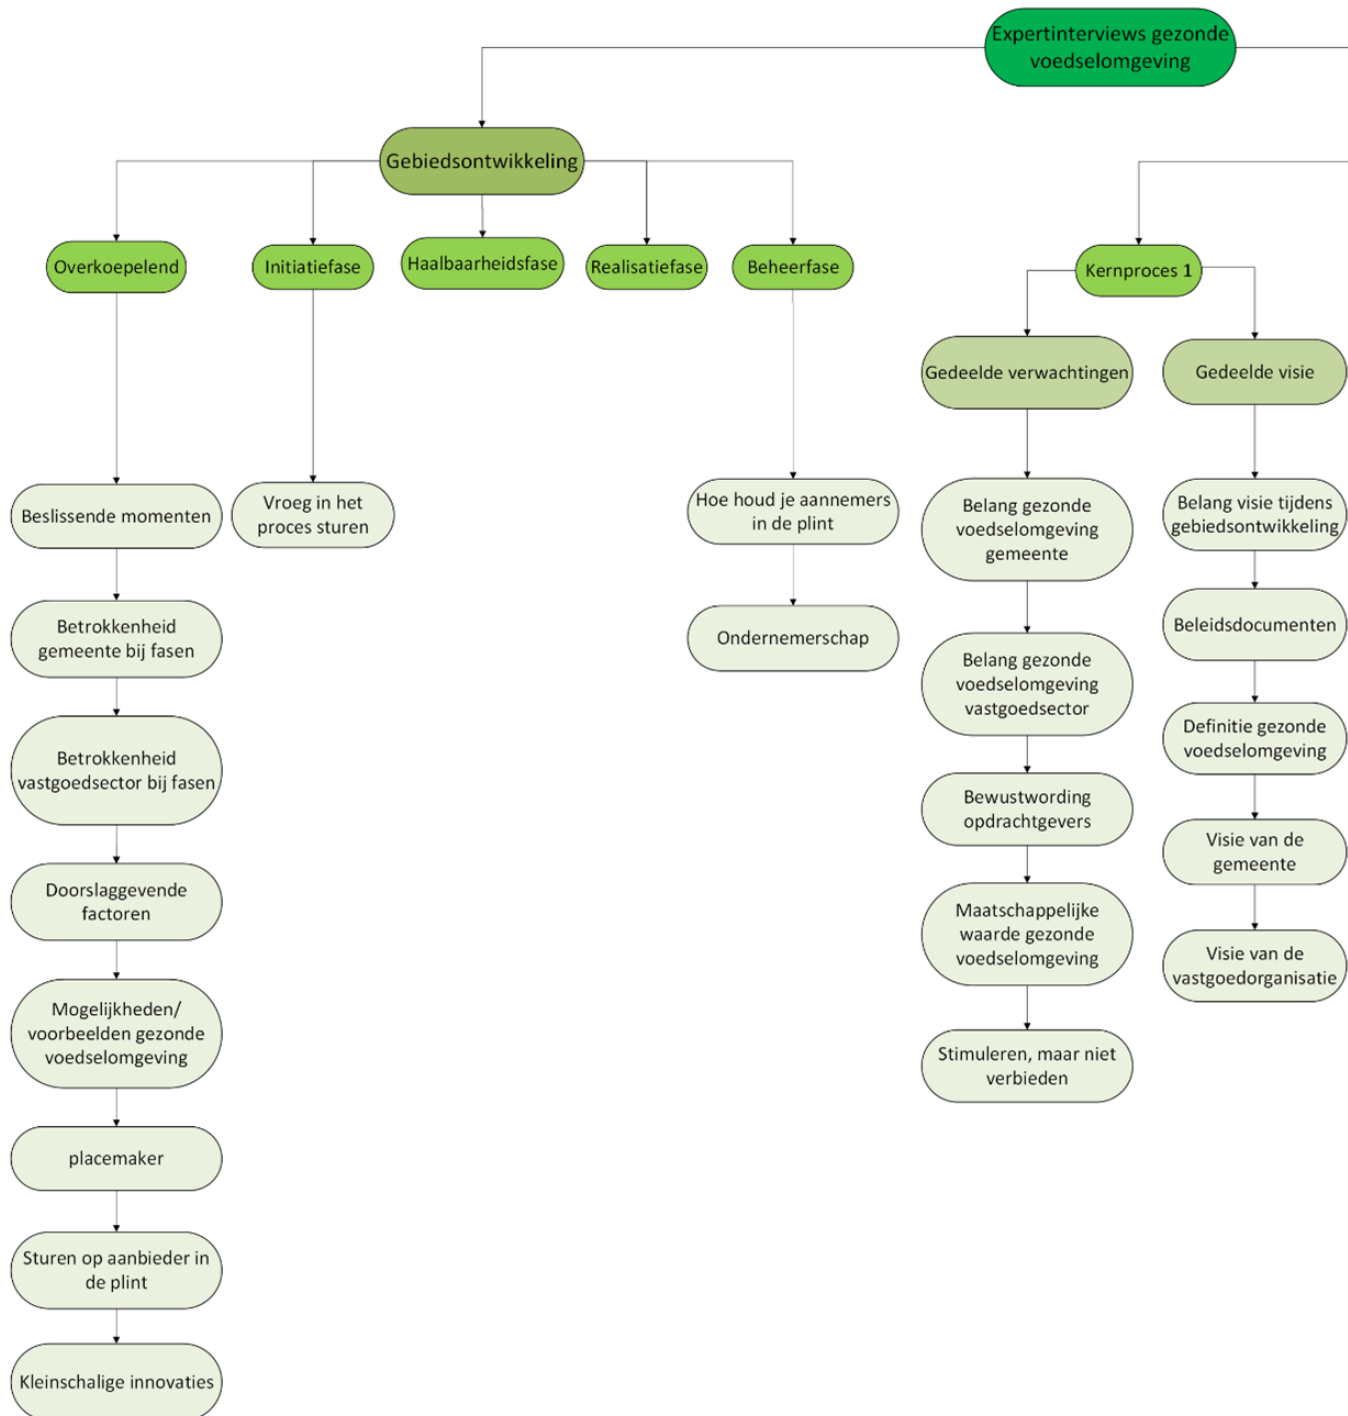 Expertinterviews gezonde
voedselomgeving
Gebiedsontwikkeling
Overkoepelend
Initiatiefase
Haalbaarheidsfase
Realisatiefase
Beheerfase
Kernproces 1
Gedeelde verwachtingen
Gedeelde visie
Beslissende momenten
Betrokkenheid
gemeente bij fasen
Betrokkenheid
vastgoedsector bij fasen
Doorslaggevende
factoren
Mogelijkheden/
voorbeelden gezonde
voedselomgeving
placemaker
Sturen op aanbieder in
de plint
Kleinschalige innovaties
Vroeg in het
proces sturen
Hoe houd je aannemers
in de plint
Ondernemerschap
Belang gezonde
voedselomgeving
gemeente
Belang gezonde
voedselomgeving
vastgoedsector
Bewustwording
opdrachtgevers
Maatschappelijke
waarde gezonde
voedselomgeving
Stimuleren, maar niet
verbieden
Belang visie tijdens
gebiedsontwikkeling
Beleidsdocumenten
Definitie gezonde
voedselomgeving
Visie van de
gemeente
Visie van de
vastgoedorganisatie